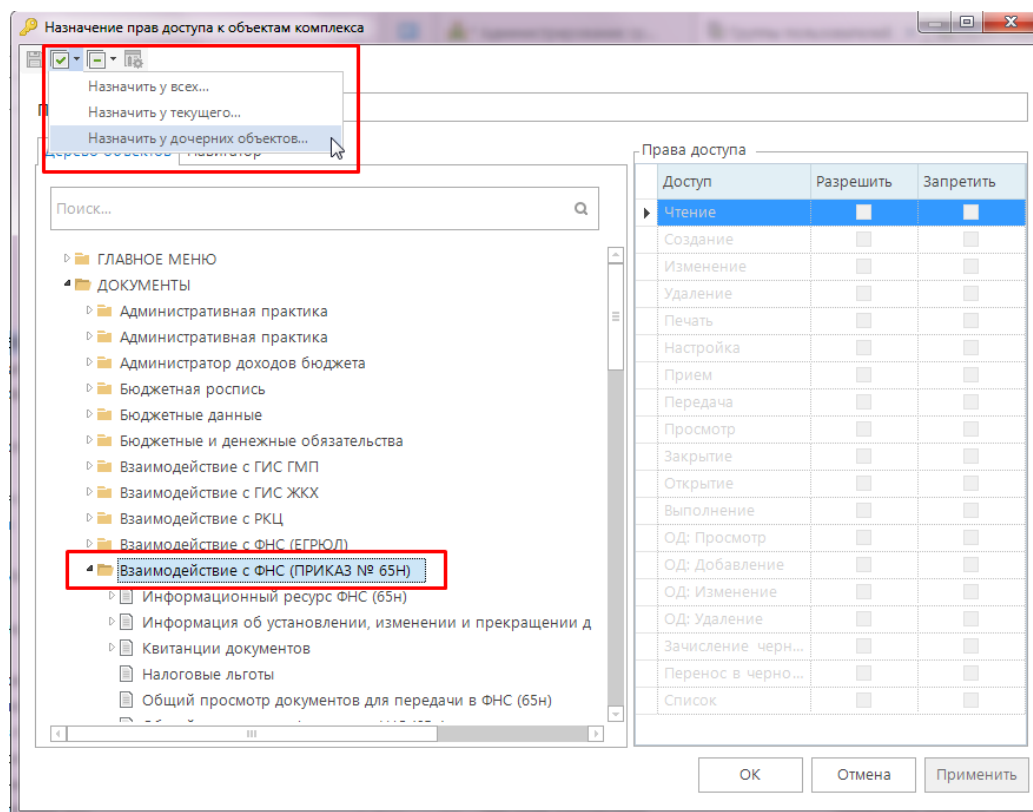 Назначение прав доступа к объектам комплекса
Назначить у всех...
Назначить у текущего...
Назначить у дочерних объектов...
Дерево объектов Навигатор
Поиск...
ГЛАВНОЕ МЕНЮ
ДОКУМЕНТЫ
Административная практика
Административная практика
Администратор доходов бюджета
Бюджетная роспись
Бюджетные данные
Бюджетные и денежные обязательства
Взаимодействие с ГИС ГМП
Взаимодействие с ГИС ЖКХ
Взаимодействие с РКЦ
Взаимодействие с ФНС (ЕГРЮЛ)
Взаимодействие с ФНС (ПРИКАЗ № 65Н)
Информационный ресурс ФНС (65н)
Информация об установлении, изменении и прекращении д
Квитанции документов
Налоговые льготы
Общий просмотр документов для передачи в ФНС (65н)
Права доступа
Доступ Разрешить Запретить
Чтение
Создание
Изменение
Удаление
Печать
Настройка
Прием
Передача
Просмотр
Закрытие
Открытие
Выполнение
ОД: Просмотр
ОД: Добавление
ОД: Изменение
ОД: Удаление
Зачисление черн...
Перенос в черно...
Список
ОК Отмена Применить